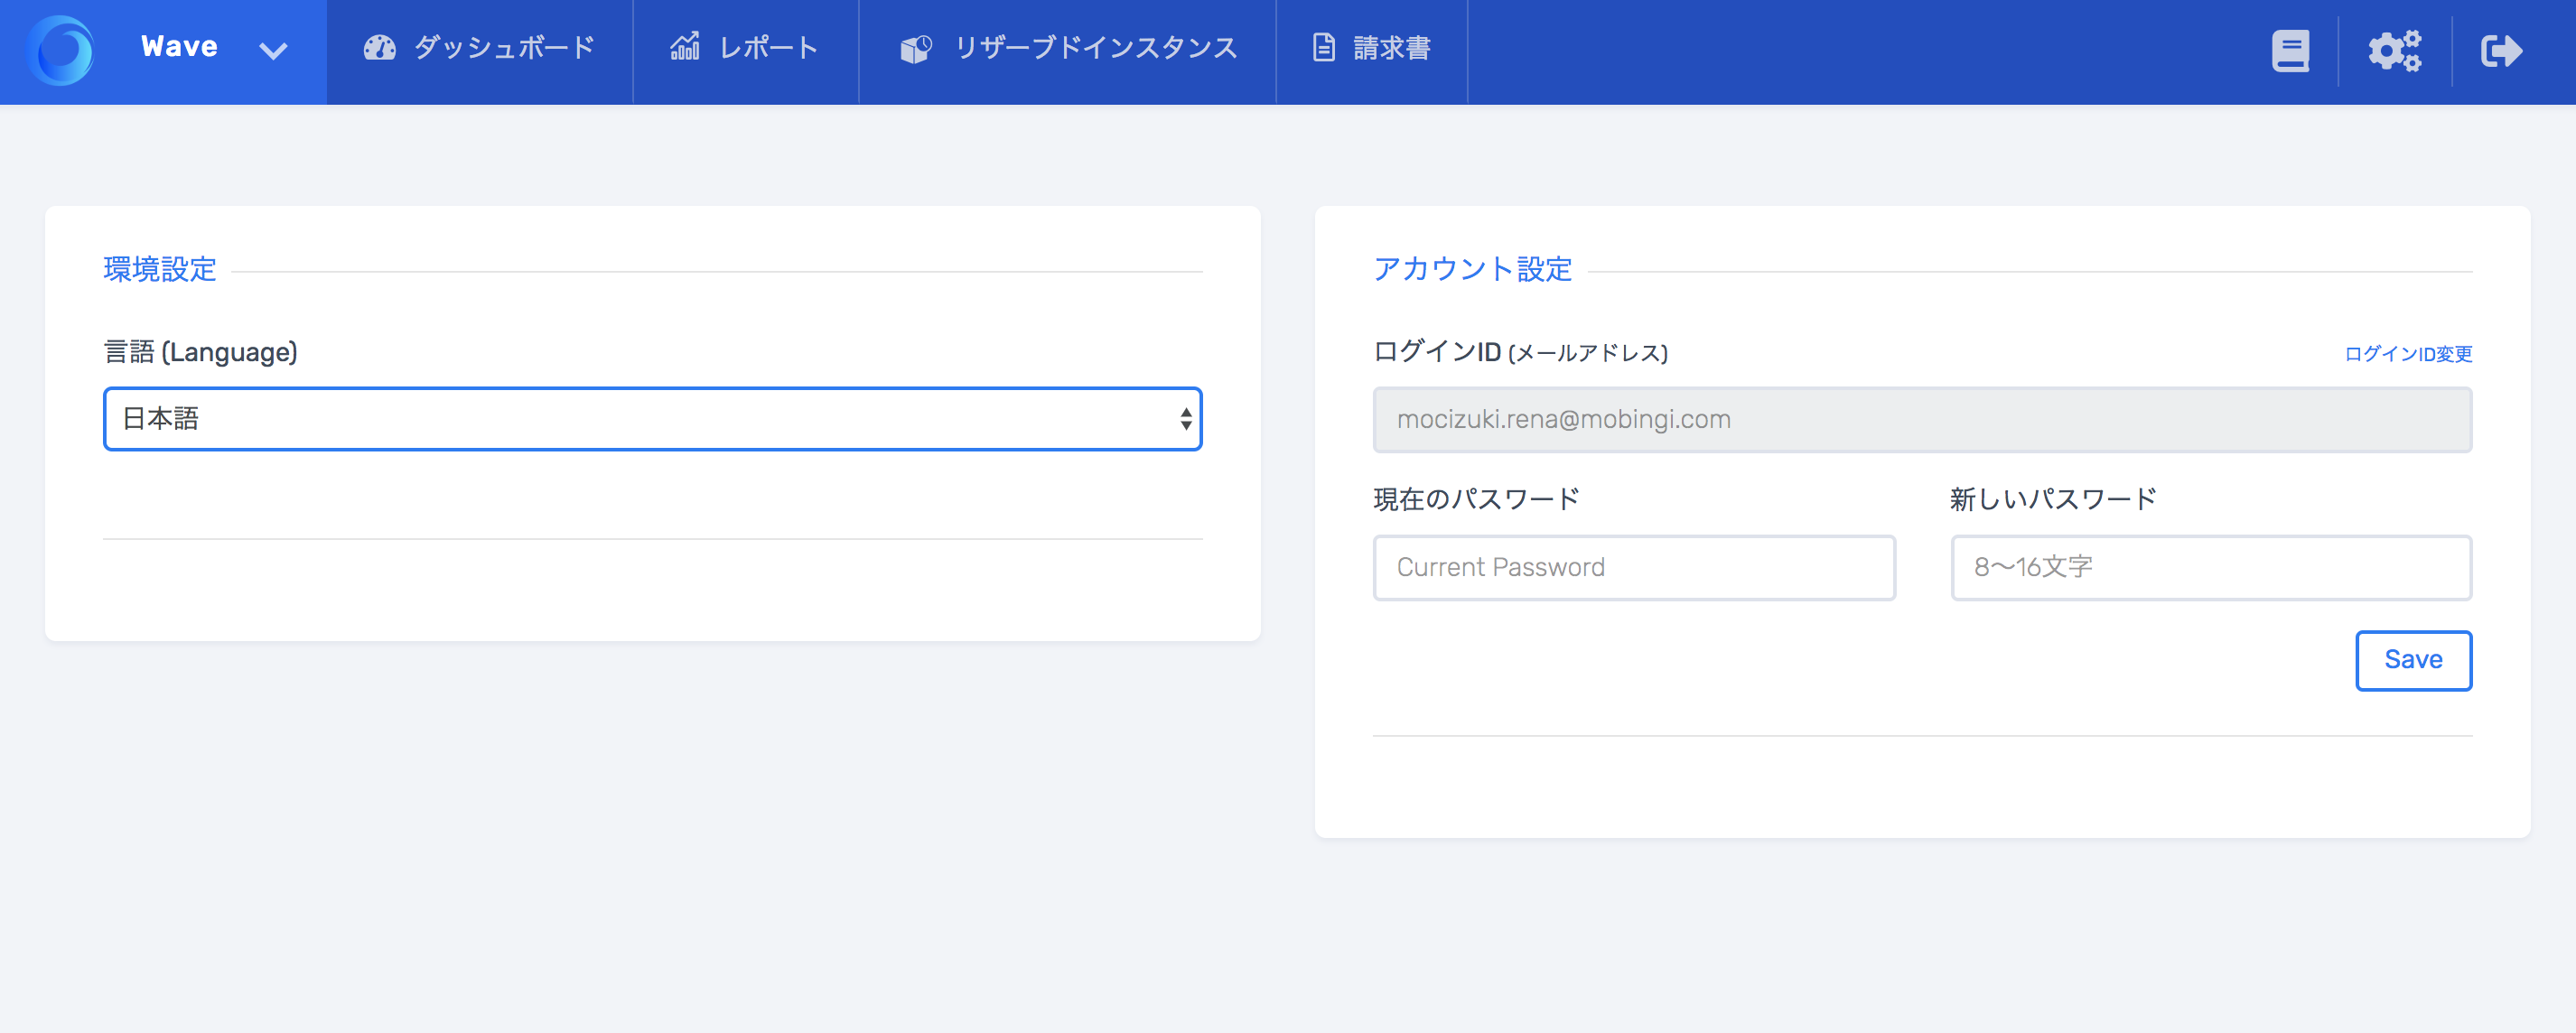 Wave
ダッシュボード
レポート
リザーブドインスタンス
請求書
環境設定
言語 (Language)
日本語
アカウント設定
ログインID (メールアドレス)
ログインID変更
mocizuki.rena@mobingi.com
現在のパスワード
新しいパスワード
Current Password
8〜16文字
Save